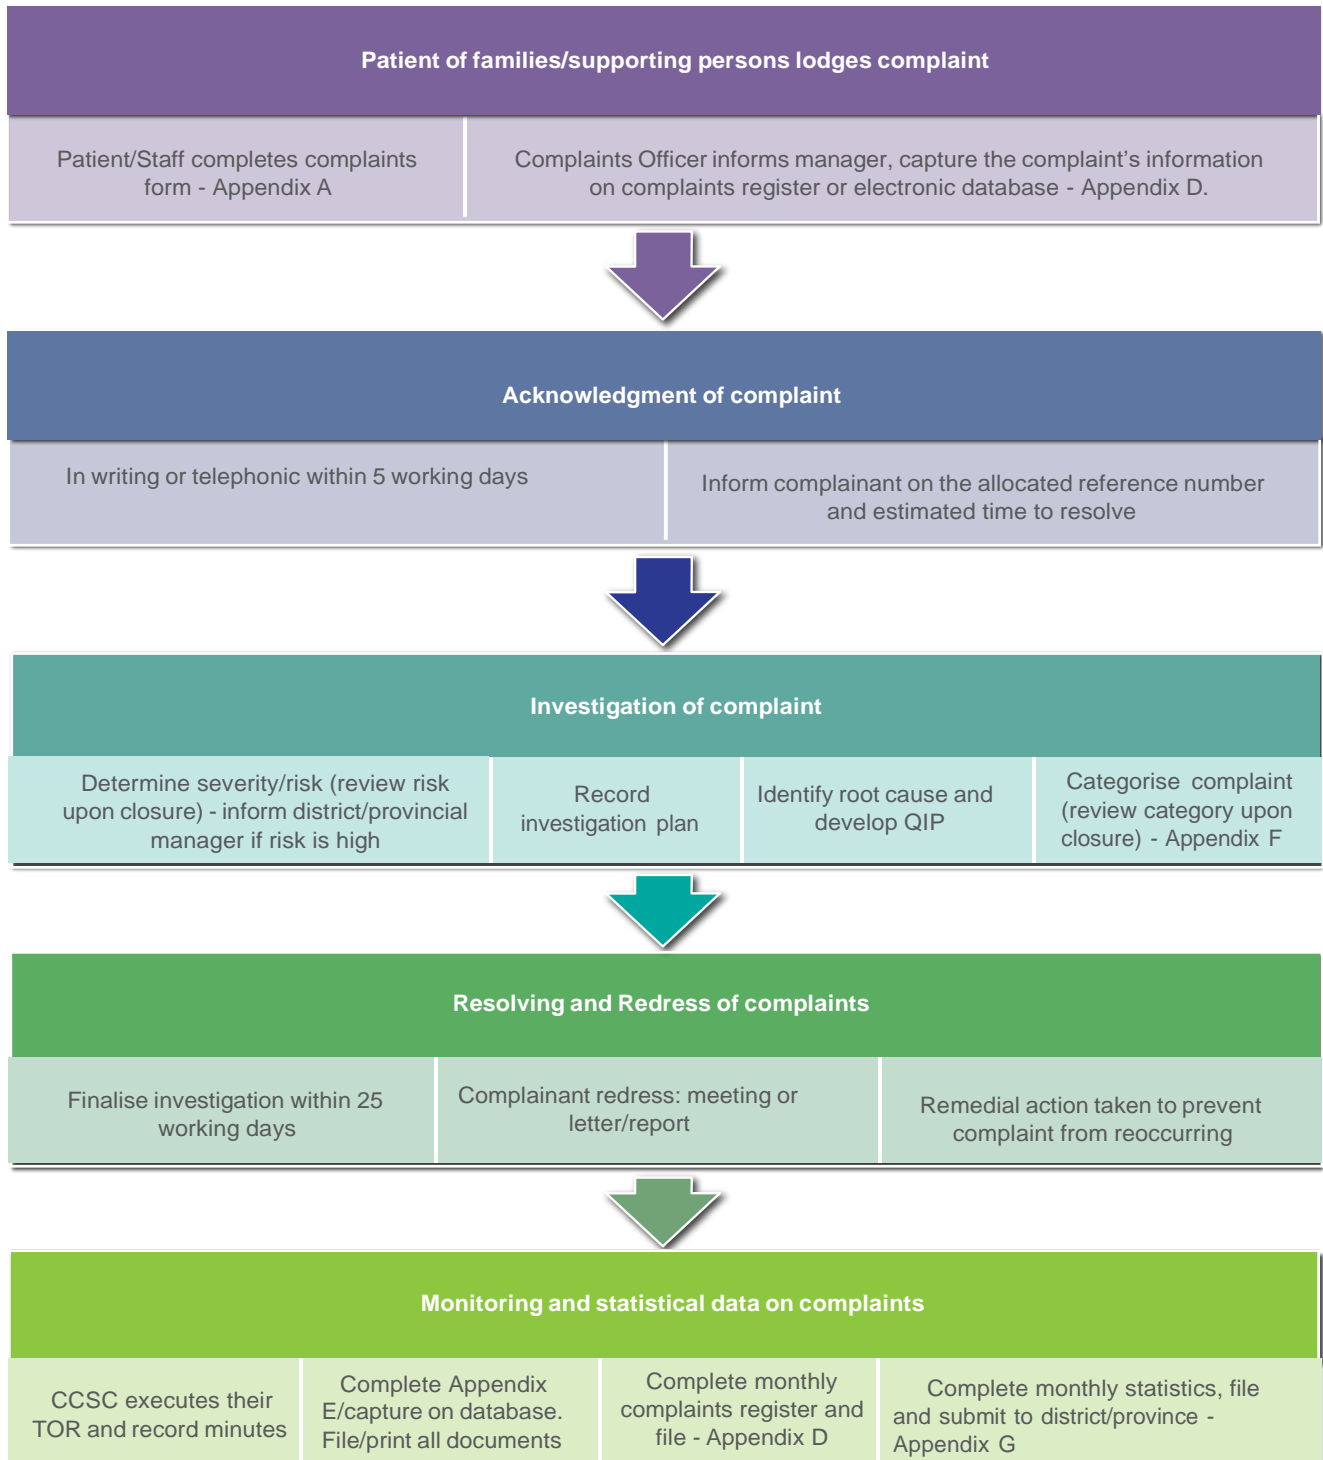 Patient of families/supporting persons lodges complaint
Patient/Staff completes complaints
form - Appendix A
Complaints Officer informs manager, capture the complaint's information
on complaints register or electronic database - Appendix D.
Acknowledgment of complaint
In writing or telephonic within 5 working days
Inform complainant on the allocated reference number
and estimated time to resolve
Investigation of complaint
Determine severity/risk (review risk
upon closure) - inform district/provincial
manager if risk is high
Record
investigation plan
Identify root cause and
develop QIP
Categorise complaint
(review category upon
closure) - Appendix F
Resolving and Redress of complaints
Finalise investigation within 25
working days
Complainant redress: meeting or
letter/report
Remedial action taken to prevent
complaint from reoccurring
Monitoring and statistical data on complaints
CCSC executes their
TOR and record minutes
Complete Appendix
E/capture on database.
File/print all documents
Complete monthly
complaints register and
file - Appendix D
Complete monthly statistics, file
and submit to district/province -
Appendix G